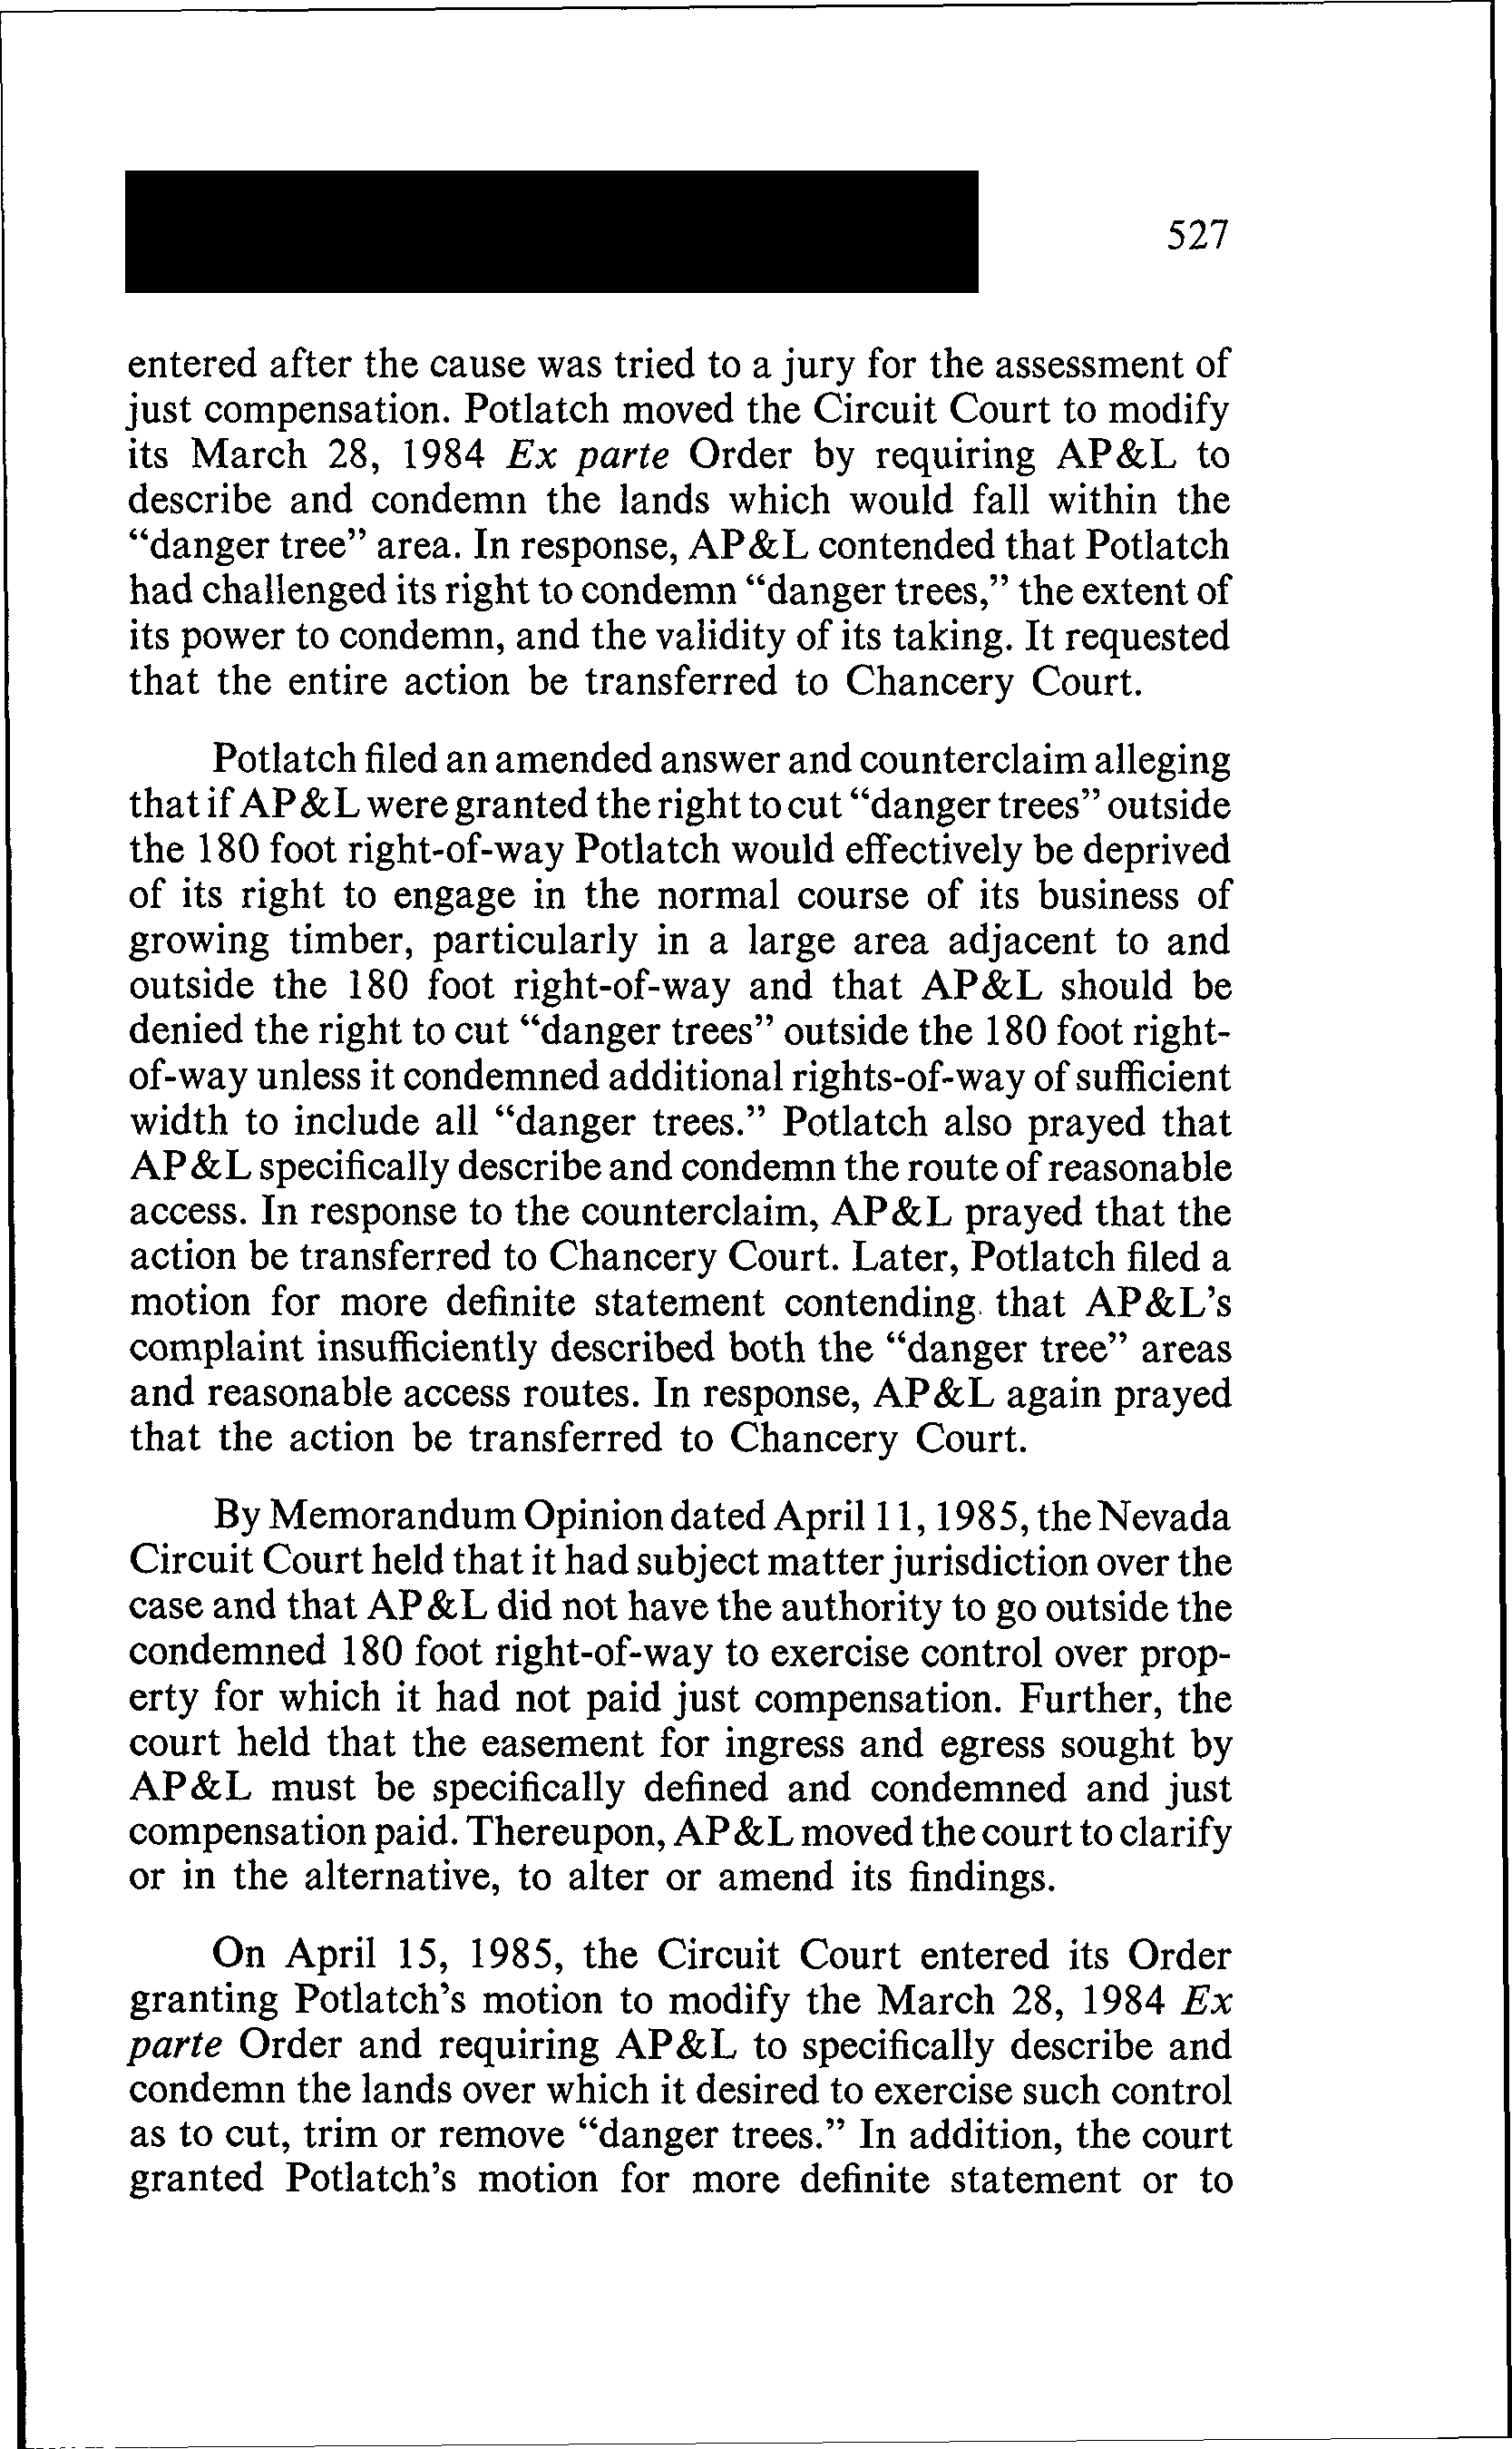 527
entered after the cause was tried to a jury for the assessment of
just compensation. Potlatch moved the Circuit Court to modify
its March 28, 1984 Ex parte Order by requiring AP&L to
describe and condemn the lands which would fall within the
“danger tree” area. In response, AP&L contended that Potlatch
had challenged its right to condemn “danger trees,” the extent of
its power to condemn, and the validity of its taking. It requested
that the entire action be transferred to Chancery Court.
Potlatch filed an amended answer and counterclaim alleging
that if AP&L were granted the right to cut “danger trees” outside
the 180 foot right-of-way Potlatch would effectively be deprived
of its right to engage in the normal course of its business of
growing timber, particularly in a large area adjacent to and
outside the 180 foot right-of-way and that AP&L should be
denied the right to cut “danger trees” outside the 180 foot right-
of-way unless it condemned additional rights-of-way of sufficient
width to include all “danger trees.” Potlatch also prayed that
AP&L specifically describe and condemn the route of reasonable
access. In response to the counterclaim, AP&L prayed that the
action be transferred to Chancery Court. Later, Potlatch filed a
motion for more definite statement contending that AP&L’s
complaint insufficiently described both the “danger tree” areas
and reasonable access routes. In response, AP&L again prayed
that the action be transferred to Chancery Court.
By Memorandum Opinion dated April 11, 1985, the Nevada
Circuit Court held that it had subject matter jurisdiction over the
case and that AP&L did not have the authority to go outside the
condemned 180 foot right-of-way to exercise control over prop-
erty for which it had not paid just compensation. Further, the
court held that the easement for ingress and egress sought by
AP&L must be specifically defined and condemned and just
compensation paid. Thereupon, AP&L moved the court to clarify
or in the alternative, to alter or amend its findings.
On April 15, 1985, the Circuit Court entered its Order
granting Potlatch’s motion to modify the March 28, 1984 Ex
parte Order and requiring AP&L to specifically describe and
condemn the lands over which it desired to exercise such control
as to cut, trim or remove “danger trees.” In addition, the court
granted Potlatch’s motion for more definite statement or to